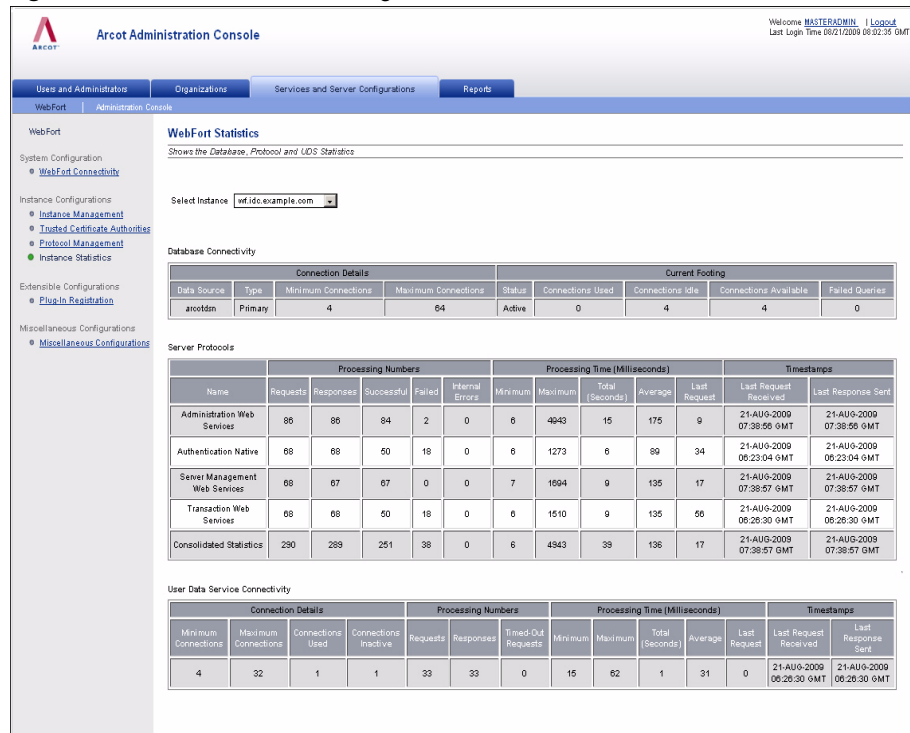 Welcome MASTERADMIN | Logout
Last Login Time 08/21/2009 08:02:35 GMT
ARCOT
Arcot Administration Console
Users and Administrators Organizations Services and Server Configurations Reports
WebFort Administration Console
WebFort
System Configuration
WebFort Connectivity
Instance Configurations
Instance Management
Trusted Certificate Authorities
Protocol Management
Instance Statistics
Extensible Configurations
Plug-In Registration
Miscellaneous Configurations
Miscellaneous Configurations
WebFort Statistics
Shows the Database, Protocol and UDS Statistics
Select Instance wf.idc.example.com
Database Connectivity
Connection Details Current Footing
Data Source Type Minimum Connections Maximum Connections Status Connections Used Connections Idle Connections Available Failed Queries
arcotdsn Primary 4 64 Active 0 4 4 0
Server Protocols
Processing Numbers Processing Time (Milliseconds) Timestamps
Name Requests Responses Successful Failed Internal Errors Minimum Maximum Total (Seconds) Average Last Request Last Request Received Last Response Sent
Administration Web Services 86 86 84 2 0 6 4943 15 175 9 21-AUG-2009 07:38:56 GMT 21-AUG-2009 07:38:56 GMT
Authentication Native 68 68 50 18 0 6 1273 6 89 34 21-AUG-2009 06:23:04 GMT 21-AUG-2009 06:23:04 GMT
Server Management Web Services 68 67 67 0 0 7 1694 9 135 17 21-AUG-2009 07:38:57 GMT 21-AUG-2009 07:38:57 GMT
Transaction Web Services 68 68 50 18 0 6 1510 9 135 56 21-AUG-2009 06:26:30 GMT 21-AUG-2009 06:26:30 GMT
Consolidated Statistics 290 289 251 38 0 6 4943 39 136 17 21-AUG-2009 07:38:57 GMT 21-AUG-2009 07:38:57 GMT
User Data Service Connectivity
Connection Details Processing Numbers Processing Time (Milliseconds) Timestamps
Minimum Connections Maximum Connections Connections Used Connections Inactive Requests Responses Timed-Out Requests Minimum Maximum Total (Seconds) Average Last Request Last Request Received Last Response Sent
4 32 1 1 33 33 0 15 62 1 31 0 21-AUG-2009 06:26:30 GMT 21-AUG-2009 06:26:30 GMT